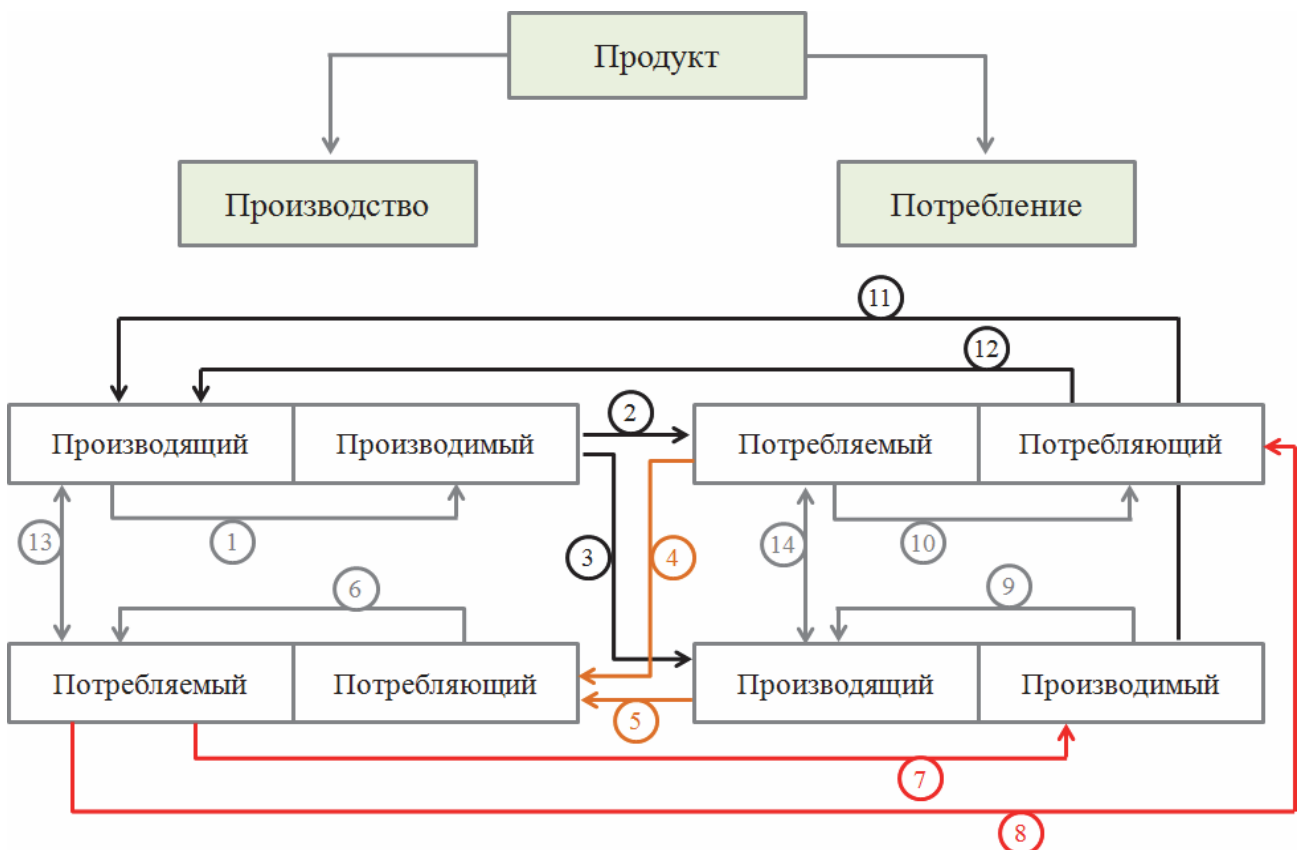 Продукт
Производство
Потребление
11
12
2
Производящий
Производимый
Потребляемый
Потребляющий
13
1
3
4
14
10
6
9
Потребляемый
Потребляющий
Производящий
Производимый
5
7
8